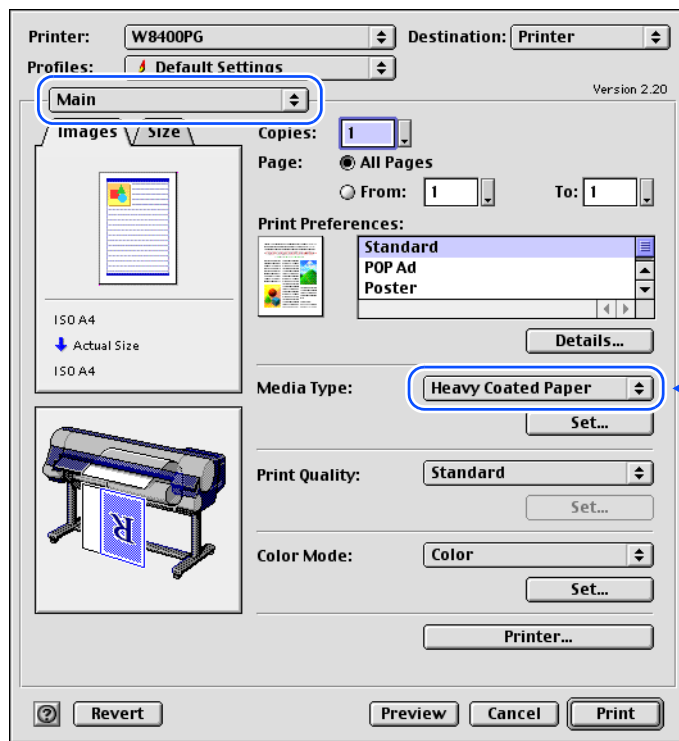 Printer: W8400PG Destination: Printer
Profiles: Default Settings
Version 2.20
Main
Images Size
Copies: 1
Page: All Pages
From: 1 To: 1
Print Preferences:
Standard
POP Ad
Poster
Details...
ISO A4
Actual Size
ISO A4
Media Type: Heavy Coated Paper
Set...
Print Quality: Standard
Set...
R
Color Mode: Color
Set...
Printer...
? Revert Preview Cancel Print